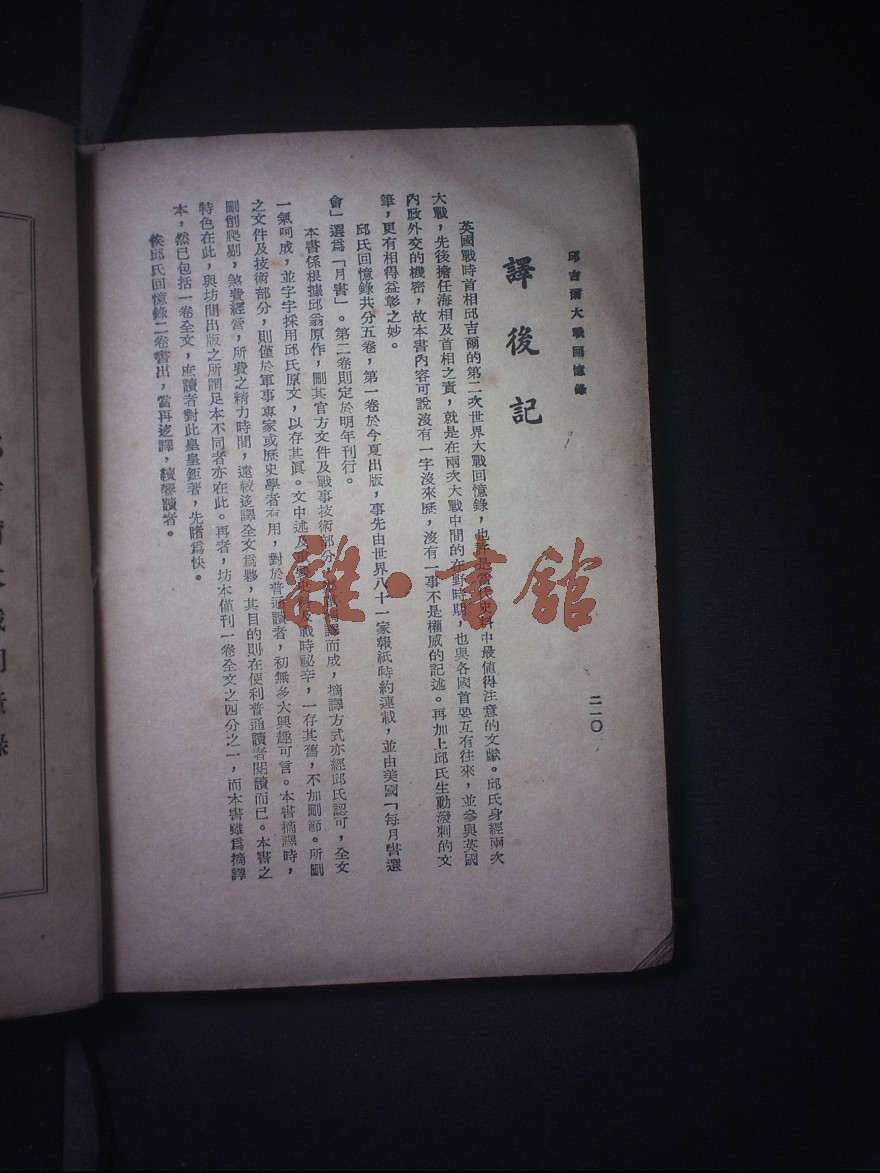 邱吉爾大戰回憶錄
二一〇
譯後記
英國戰時首相邱吉爾的第二次世界大戰回憶錄，也許是當代史料中最值得注意的文獻。邱氏身經兩次
大戰，先後擔任海相及首相之責，就是在兩次大戰中間的在野時期，也與各國首要互有往來，並參與英國
內政外交的機密，故本書內容可說沒有一字沒來歷，沒有一事不是權威的記述。再加上邱氏生動潑刺的文
筆，更有相得益彰之妙。
邱氏回憶錄共分五卷，第一卷於今夏出版，事先由世界八十一家報紙特約連載，並由美國「每月書選
會」選爲「月書」。第二卷則定於明年刊行。
本書係根據邱翁原作，刪其官方文件及戰事技術部分 譯而成，摘譯方式亦經邱氏認可，全文
一氣呵成，並字字採用邱氏原文，以存其眞。文中述及 及戰時祕辛，一存其舊，不加刪節。所刪
之文件及技術部分，則僅於軍事專家或歷史學者有用，對於普通讀者，初無多大興趣可言。本書摘譯時，
刪削爬剔，煞費經營，所費之精力時間，遠較迻譯全文爲夥，其目的則在便利普通讀者閱讀而已。本書之
特色在此，與坊間出版之所謂足本不同者亦在此。再者，坊本僅刊一卷全文之四分之一，而本書雖爲摘譯
本，然已包括一卷全文，庶讀者對此皇皇鉅著，先睹爲快。
俟邱氏回憶錄二卷書出，當再迻譯，續饗讀者。
雜·書館